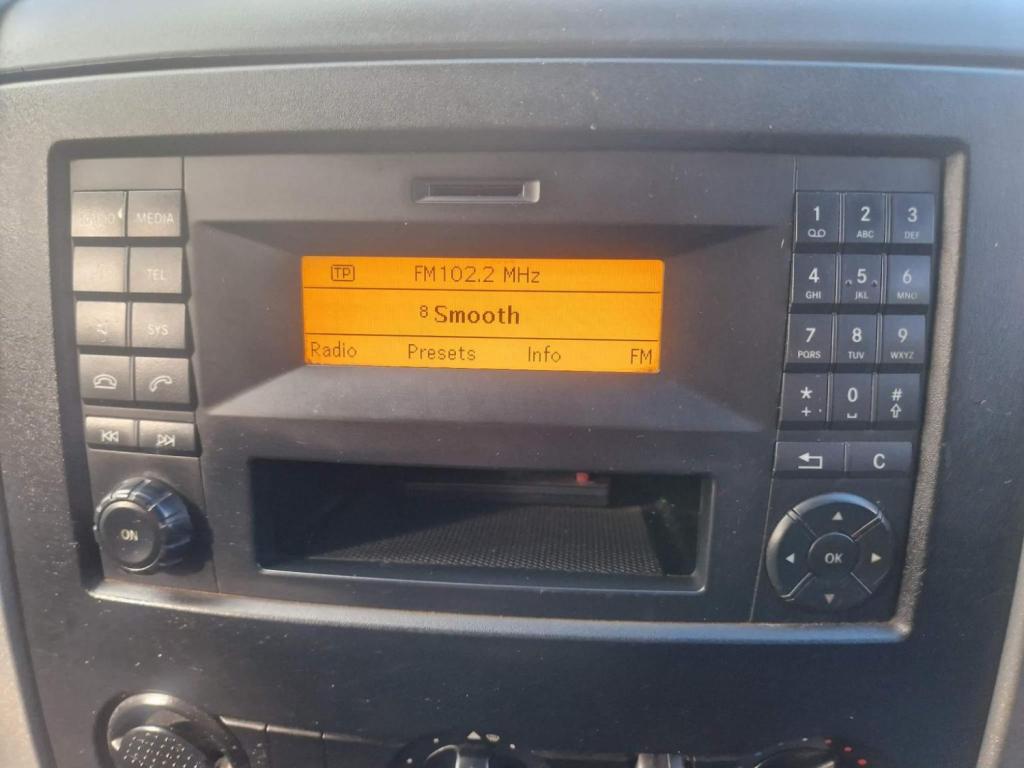 MEDIA
TEL
SYS
ON
TP FM102.2 MHz
8 Smooth
Radio Presets Info FM
1 2 3
ABC DEF
4 5 6
GHI JKL MNO
7 8 9
PQRS TUV WXYZ
* 0 #
+
C
OK